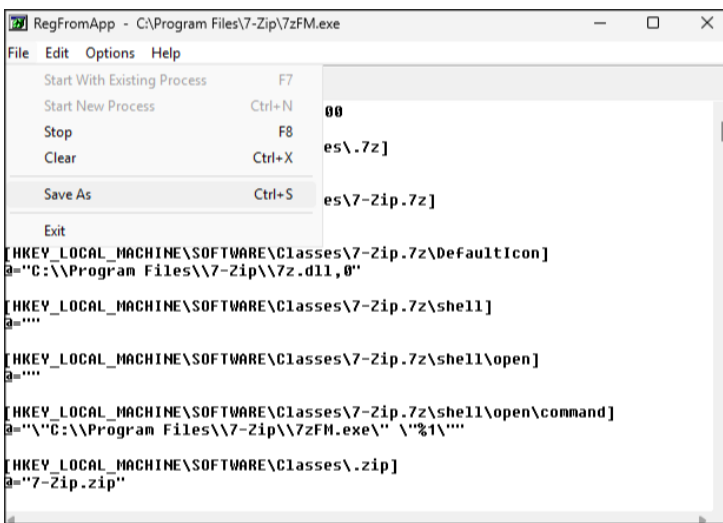 RegFromApp - C:\Program Files\7-Zip\7zFM.exe
File Edit Options Help
Start With Existing Process F7
Start New Process Ctrl+N
00
Stop F8
Clear Ctrl+X
es\.7z]
Save As Ctrl+S
es\7-Zip.7z]
Exit
[HKEY_LOCAL_MACHINE\SOFTWARE\Classes\7-Zip.7z\DefaultIcon]
@="C:\\Program Files\\7-Zip\\7z.dll,0"
[HKEY_LOCAL_MACHINE\SOFTWARE\Classes\7-Zip.7z\shell]
@=""
[HKEY_LOCAL_MACHINE\SOFTWARE\Classes\7-Zip.7z\shell\open]
@=""
[HKEY_LOCAL_MACHINE\SOFTWARE\Classes\7-Zip.7z\shell\open\command]
@="\"C:\\Program Files\\7-Zip\\7zFM.exe\" \"%1\""
[HKEY_LOCAL_MACHINE\SOFTWARE\Classes\.zip]
@="7-Zip.zip"